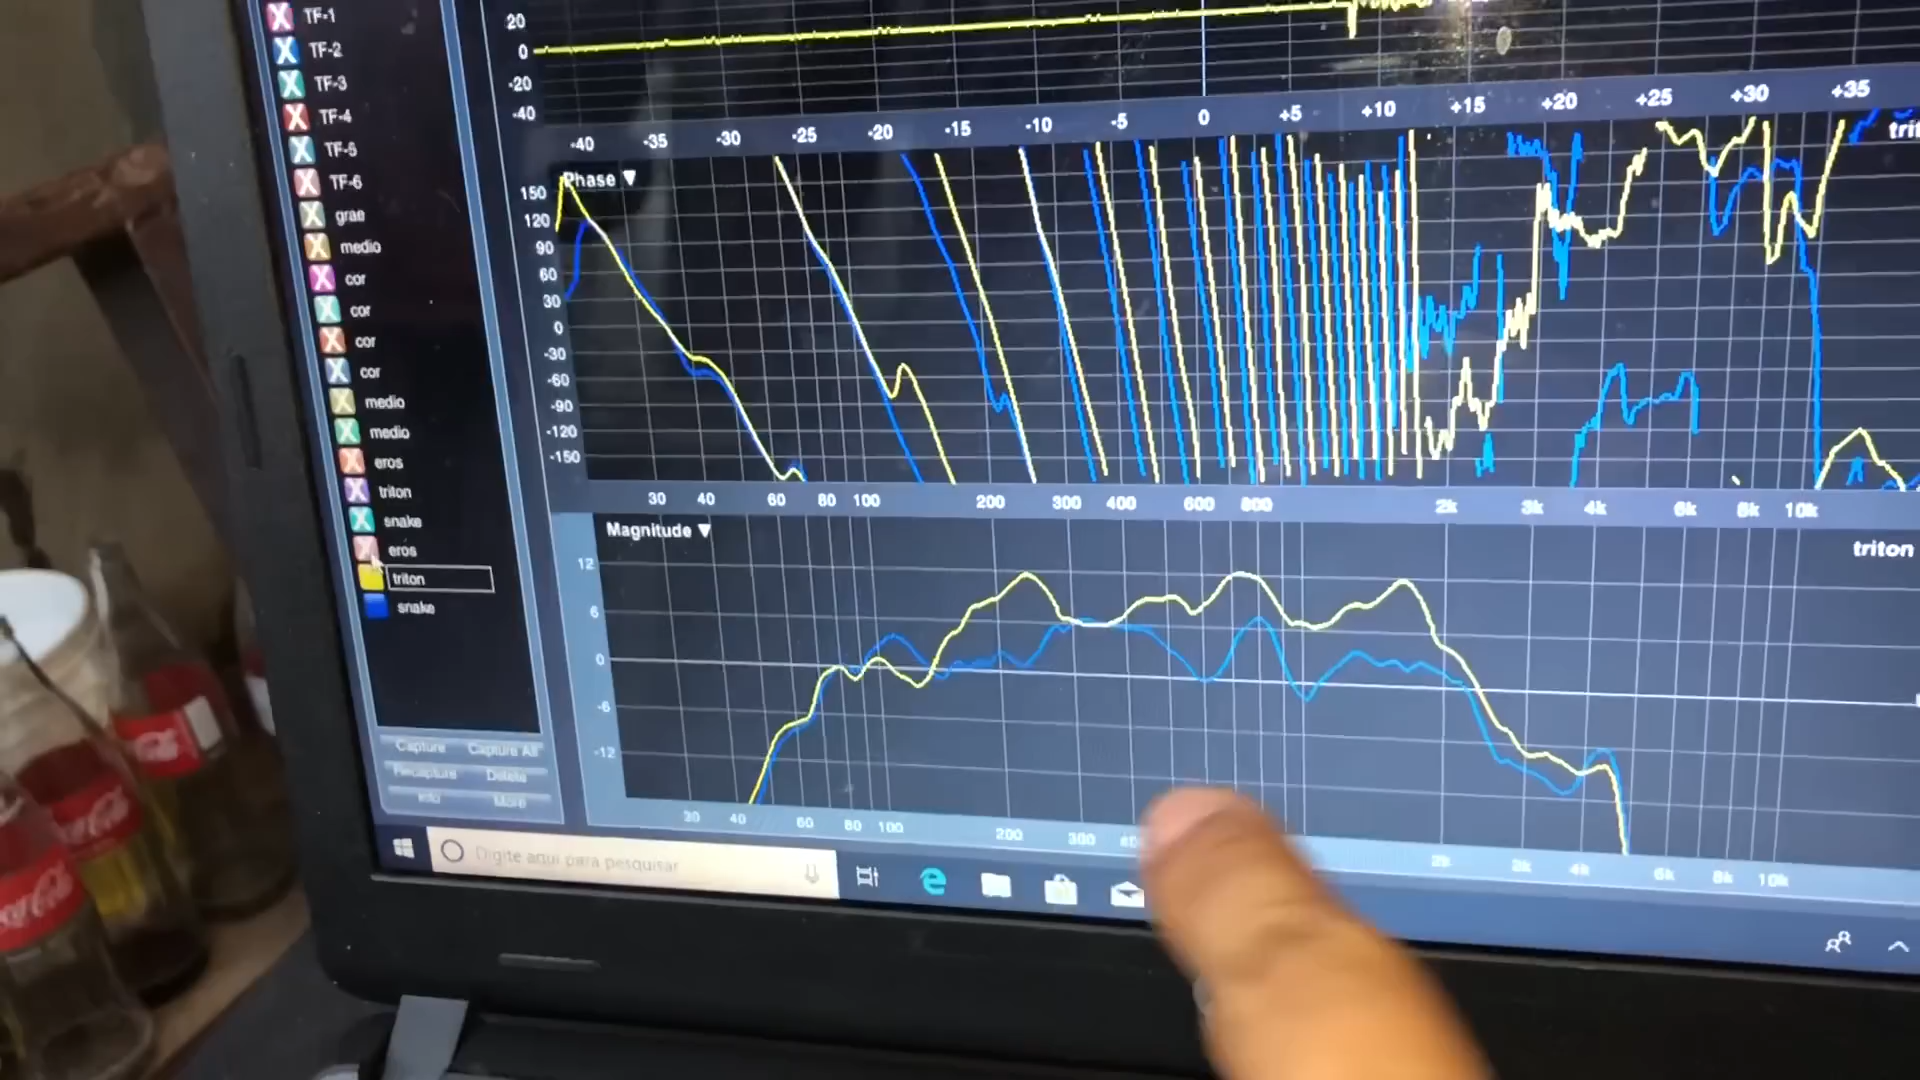 TF-1
TF-2
TF-3
TF-4
TF-5
TF-6
grae
medio
cor
cor
cor
cor
medio
medio
eros
triton
snake
eros
triton
snake
Capture Capture All
Recapture Delete
Info More
20
0
-20
-40
-40 -35 -30 -25 -20 -15 -10 -5 0 +5 +10 +15 +20 +25 +30 +35
Phase ▼
150
120
90
60
30
0
-30
-60
-90
-120
-150
30 40 60 80 100 200 300 400 600 800 2k 3k 4k 6k 8k 10k
Magnitude ▼
triton
12
6
0
-6
-12
30 40 60 80 100 200 300 2k 3k 4k 6k 8k 10k
Digite aqui para pesquisar
Coca-Cola
Coca-Cola